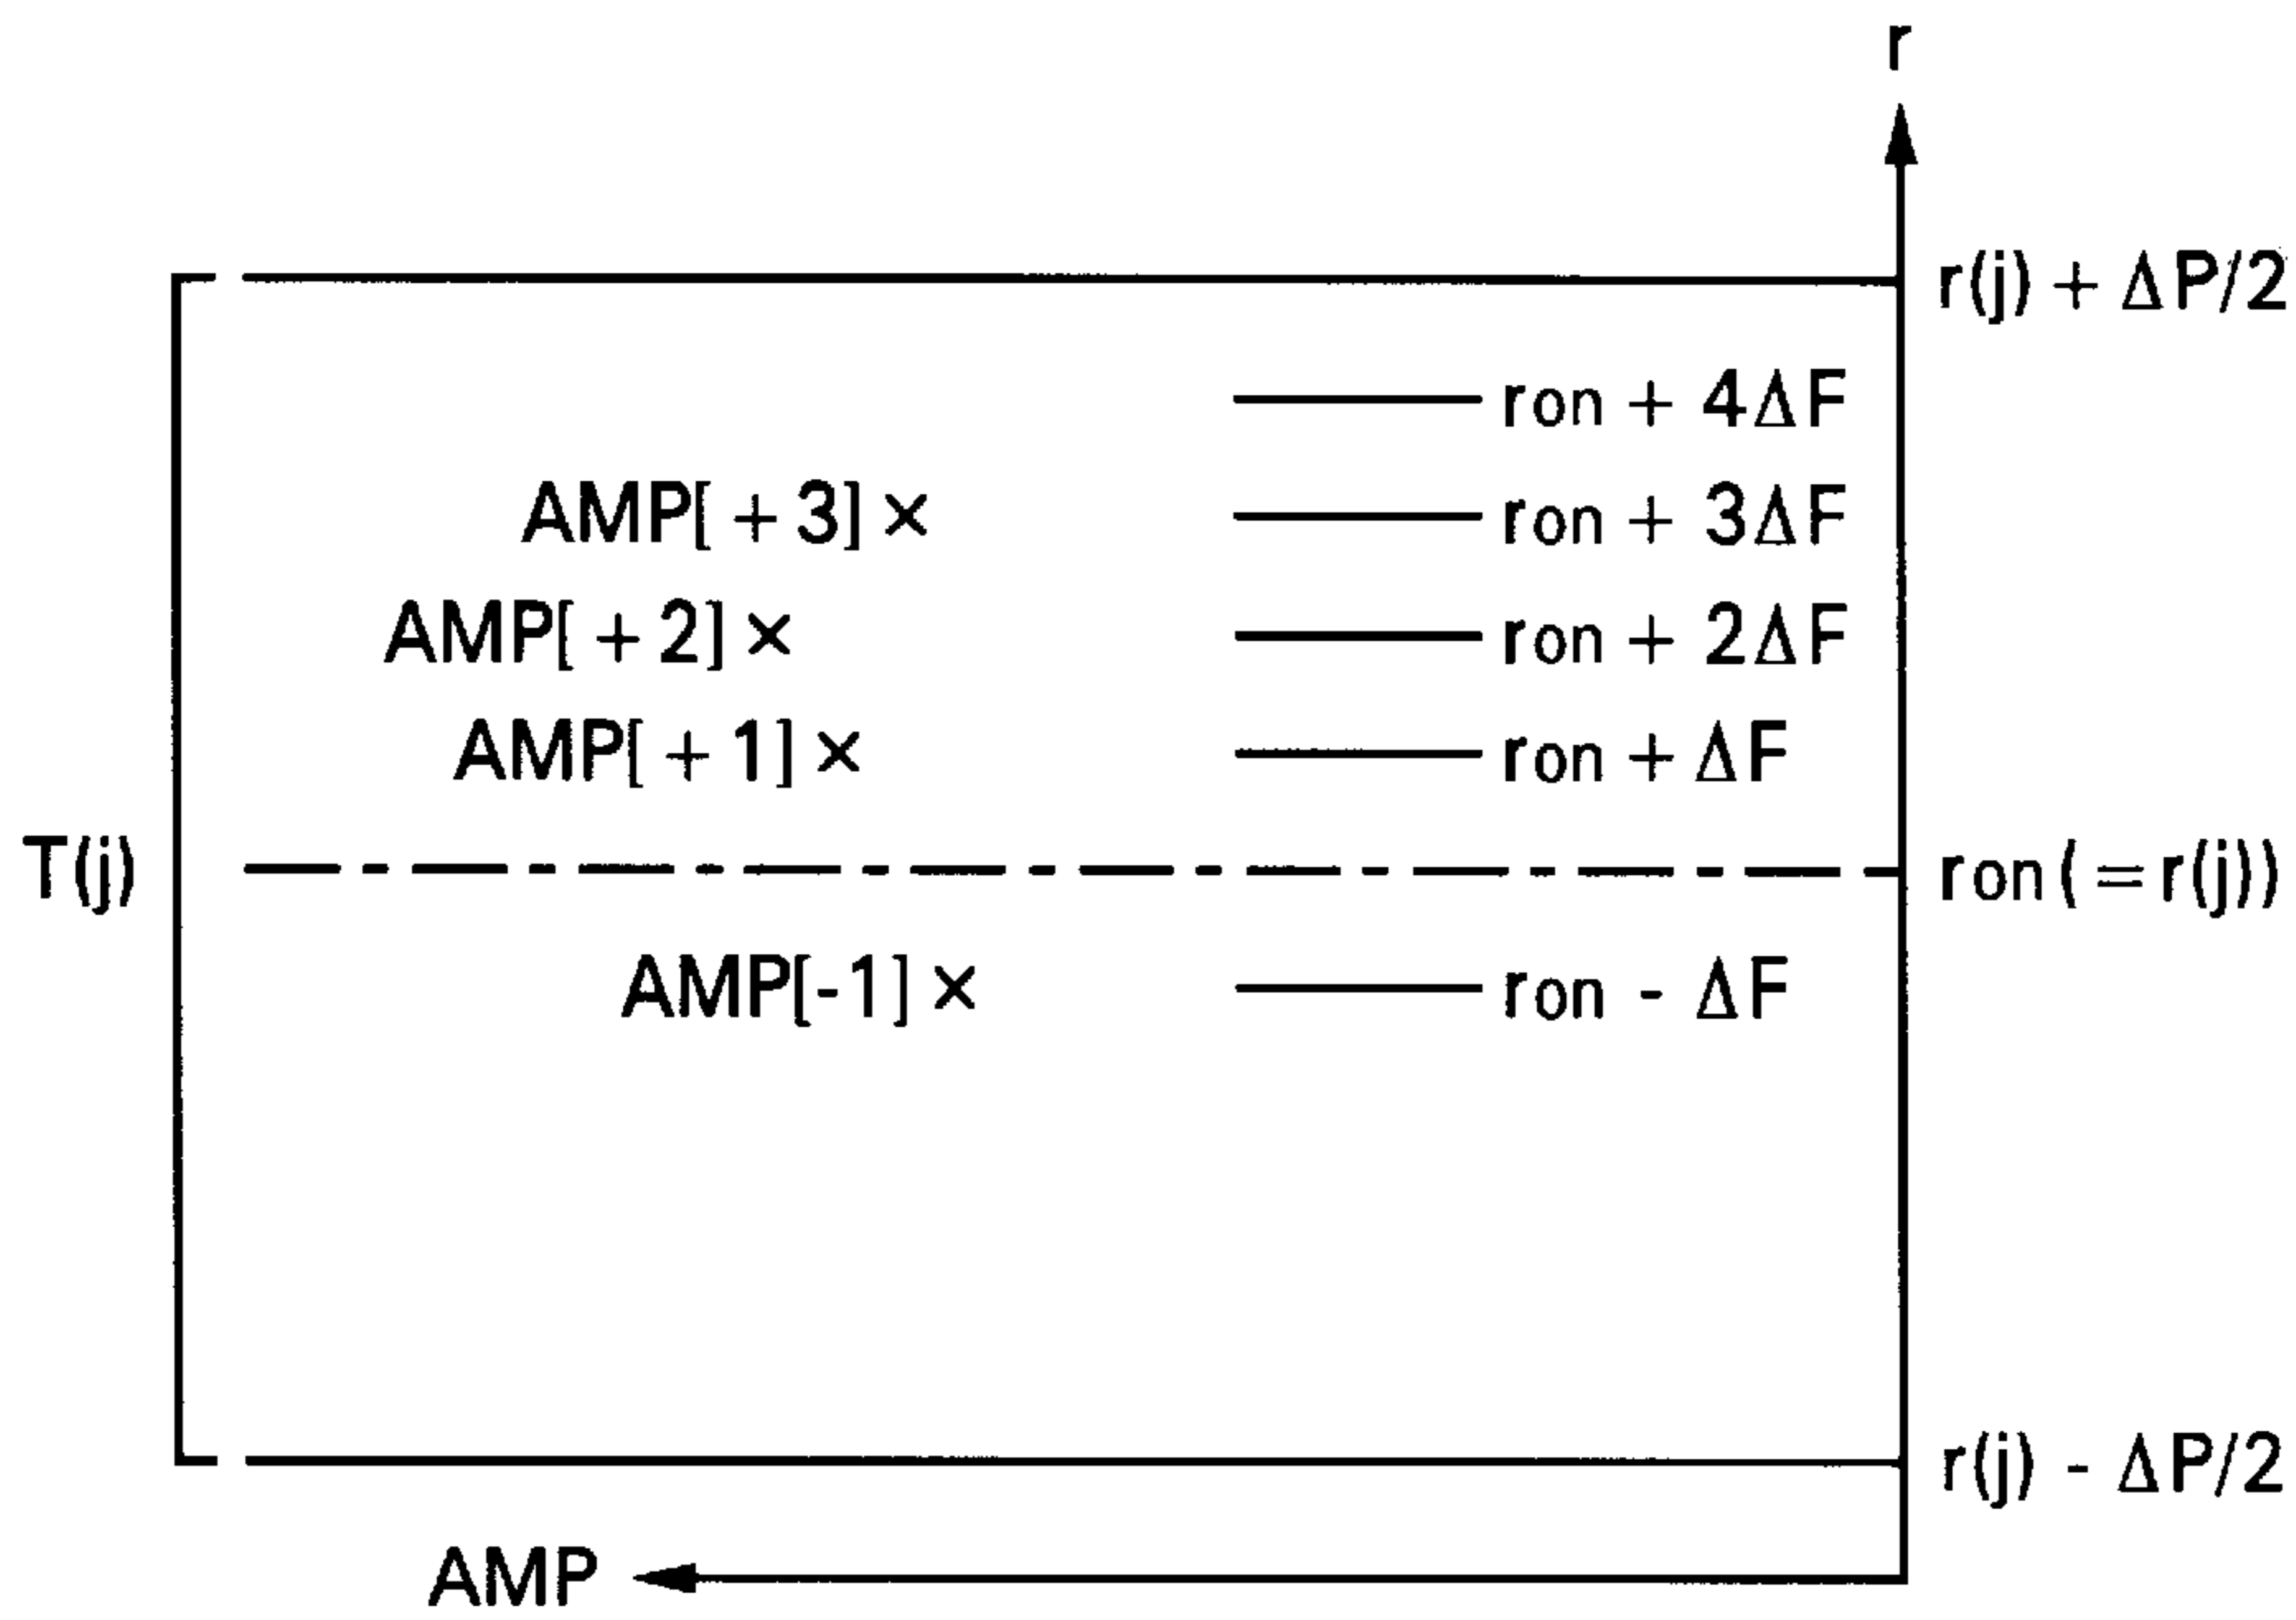 r
r(j) + ΔP/2
ron + 4ΔF
AMP[ + 3] × ron + 3ΔF
AMP[ + 2] × ron + 2ΔF
AMP[ + 1] × ron + ΔF
T(j) ron ( = r(j))
AMP[-1] × ron - ΔF
r(j) - ΔP/2
AMP